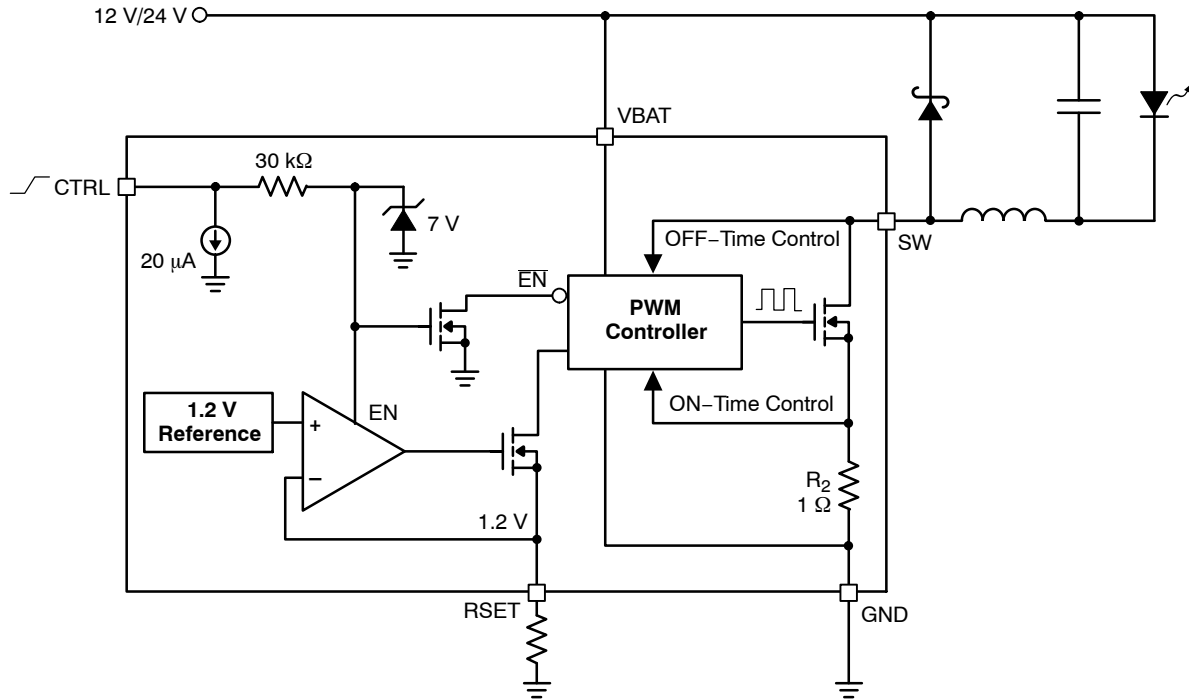 12 V/24 V
VBAT
30 kΩ
CTRL
7 V
20 μA
OFF−Time Control
SW
EN
PWM
Controller
1.2 V
Reference
+
EN
ON−Time Control
−
R2
1 Ω
1.2 V
RSET
GND